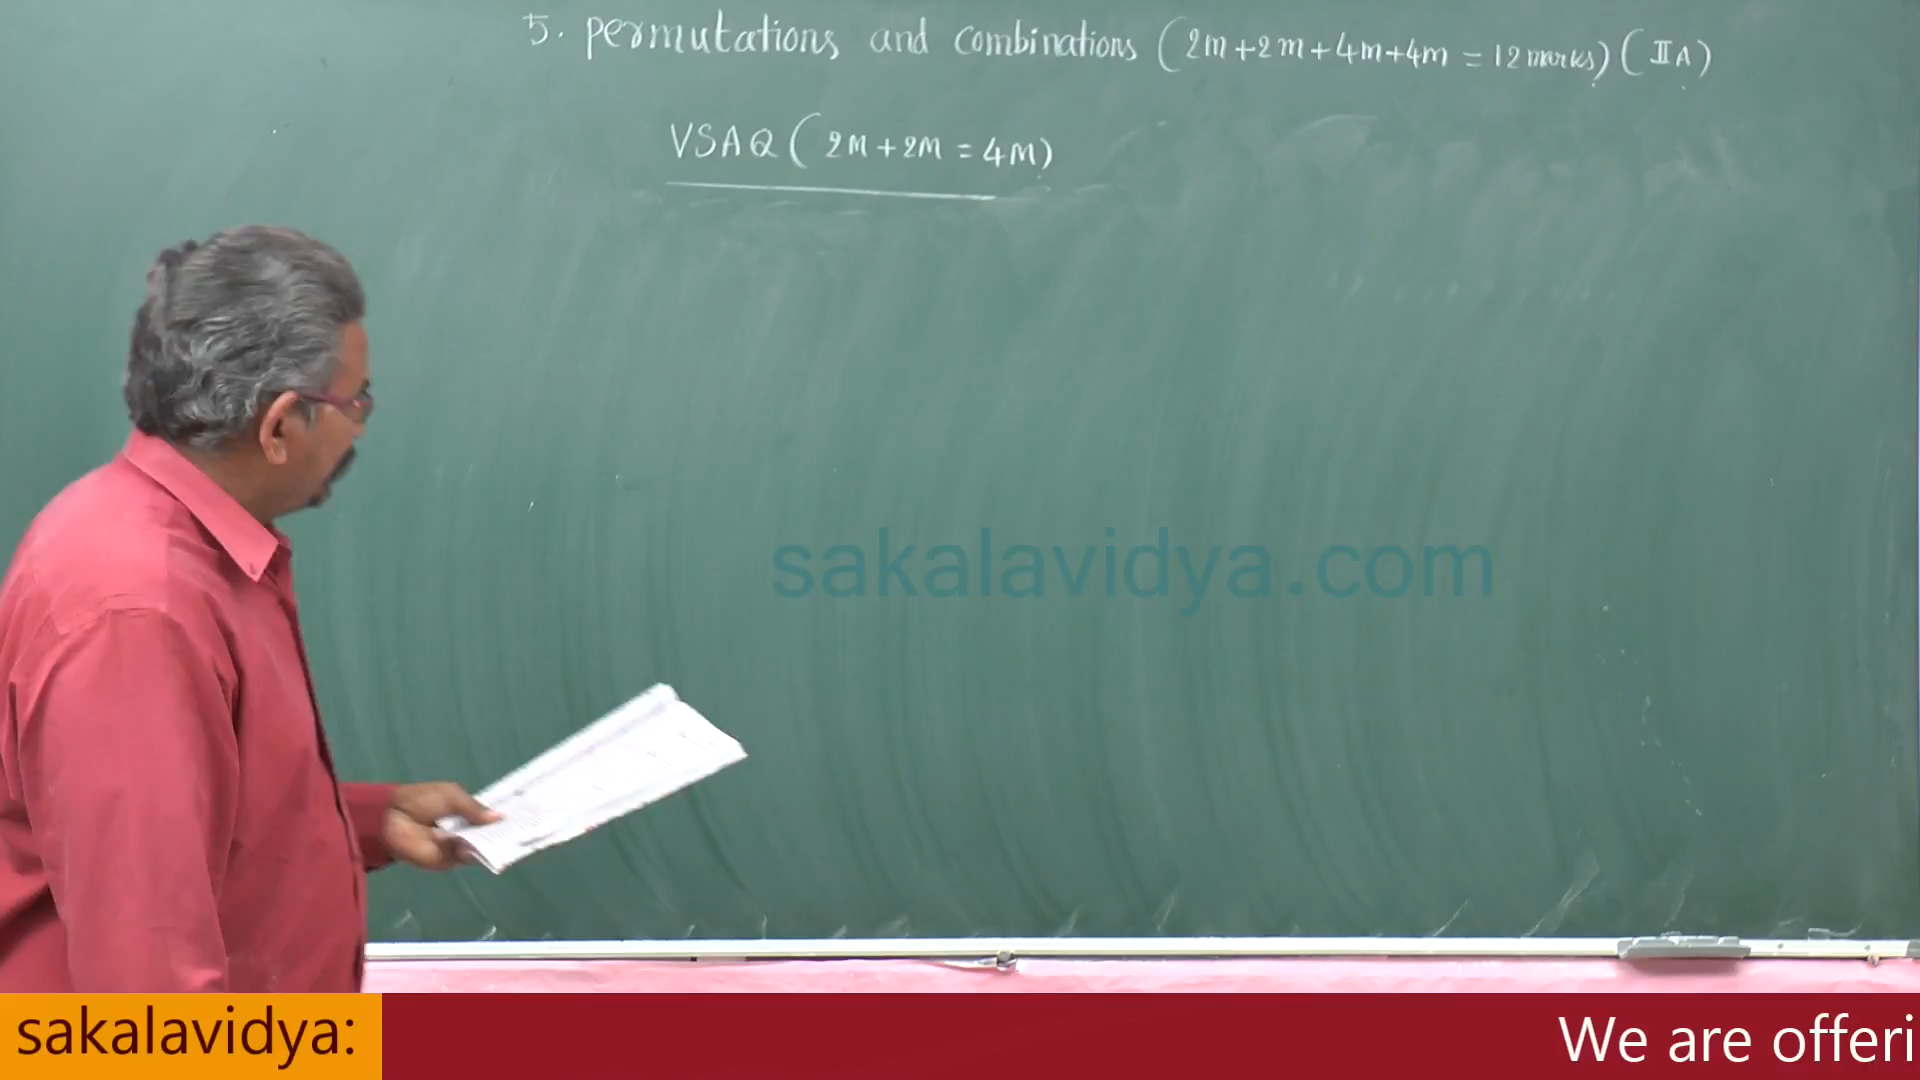 5. permutations and combinations (2m+2m+4m+4m = 12 marks) (II A)
VSAQ (2M+2M = 4M)
sakalavidya.com
sakalavidya:
We are offeri